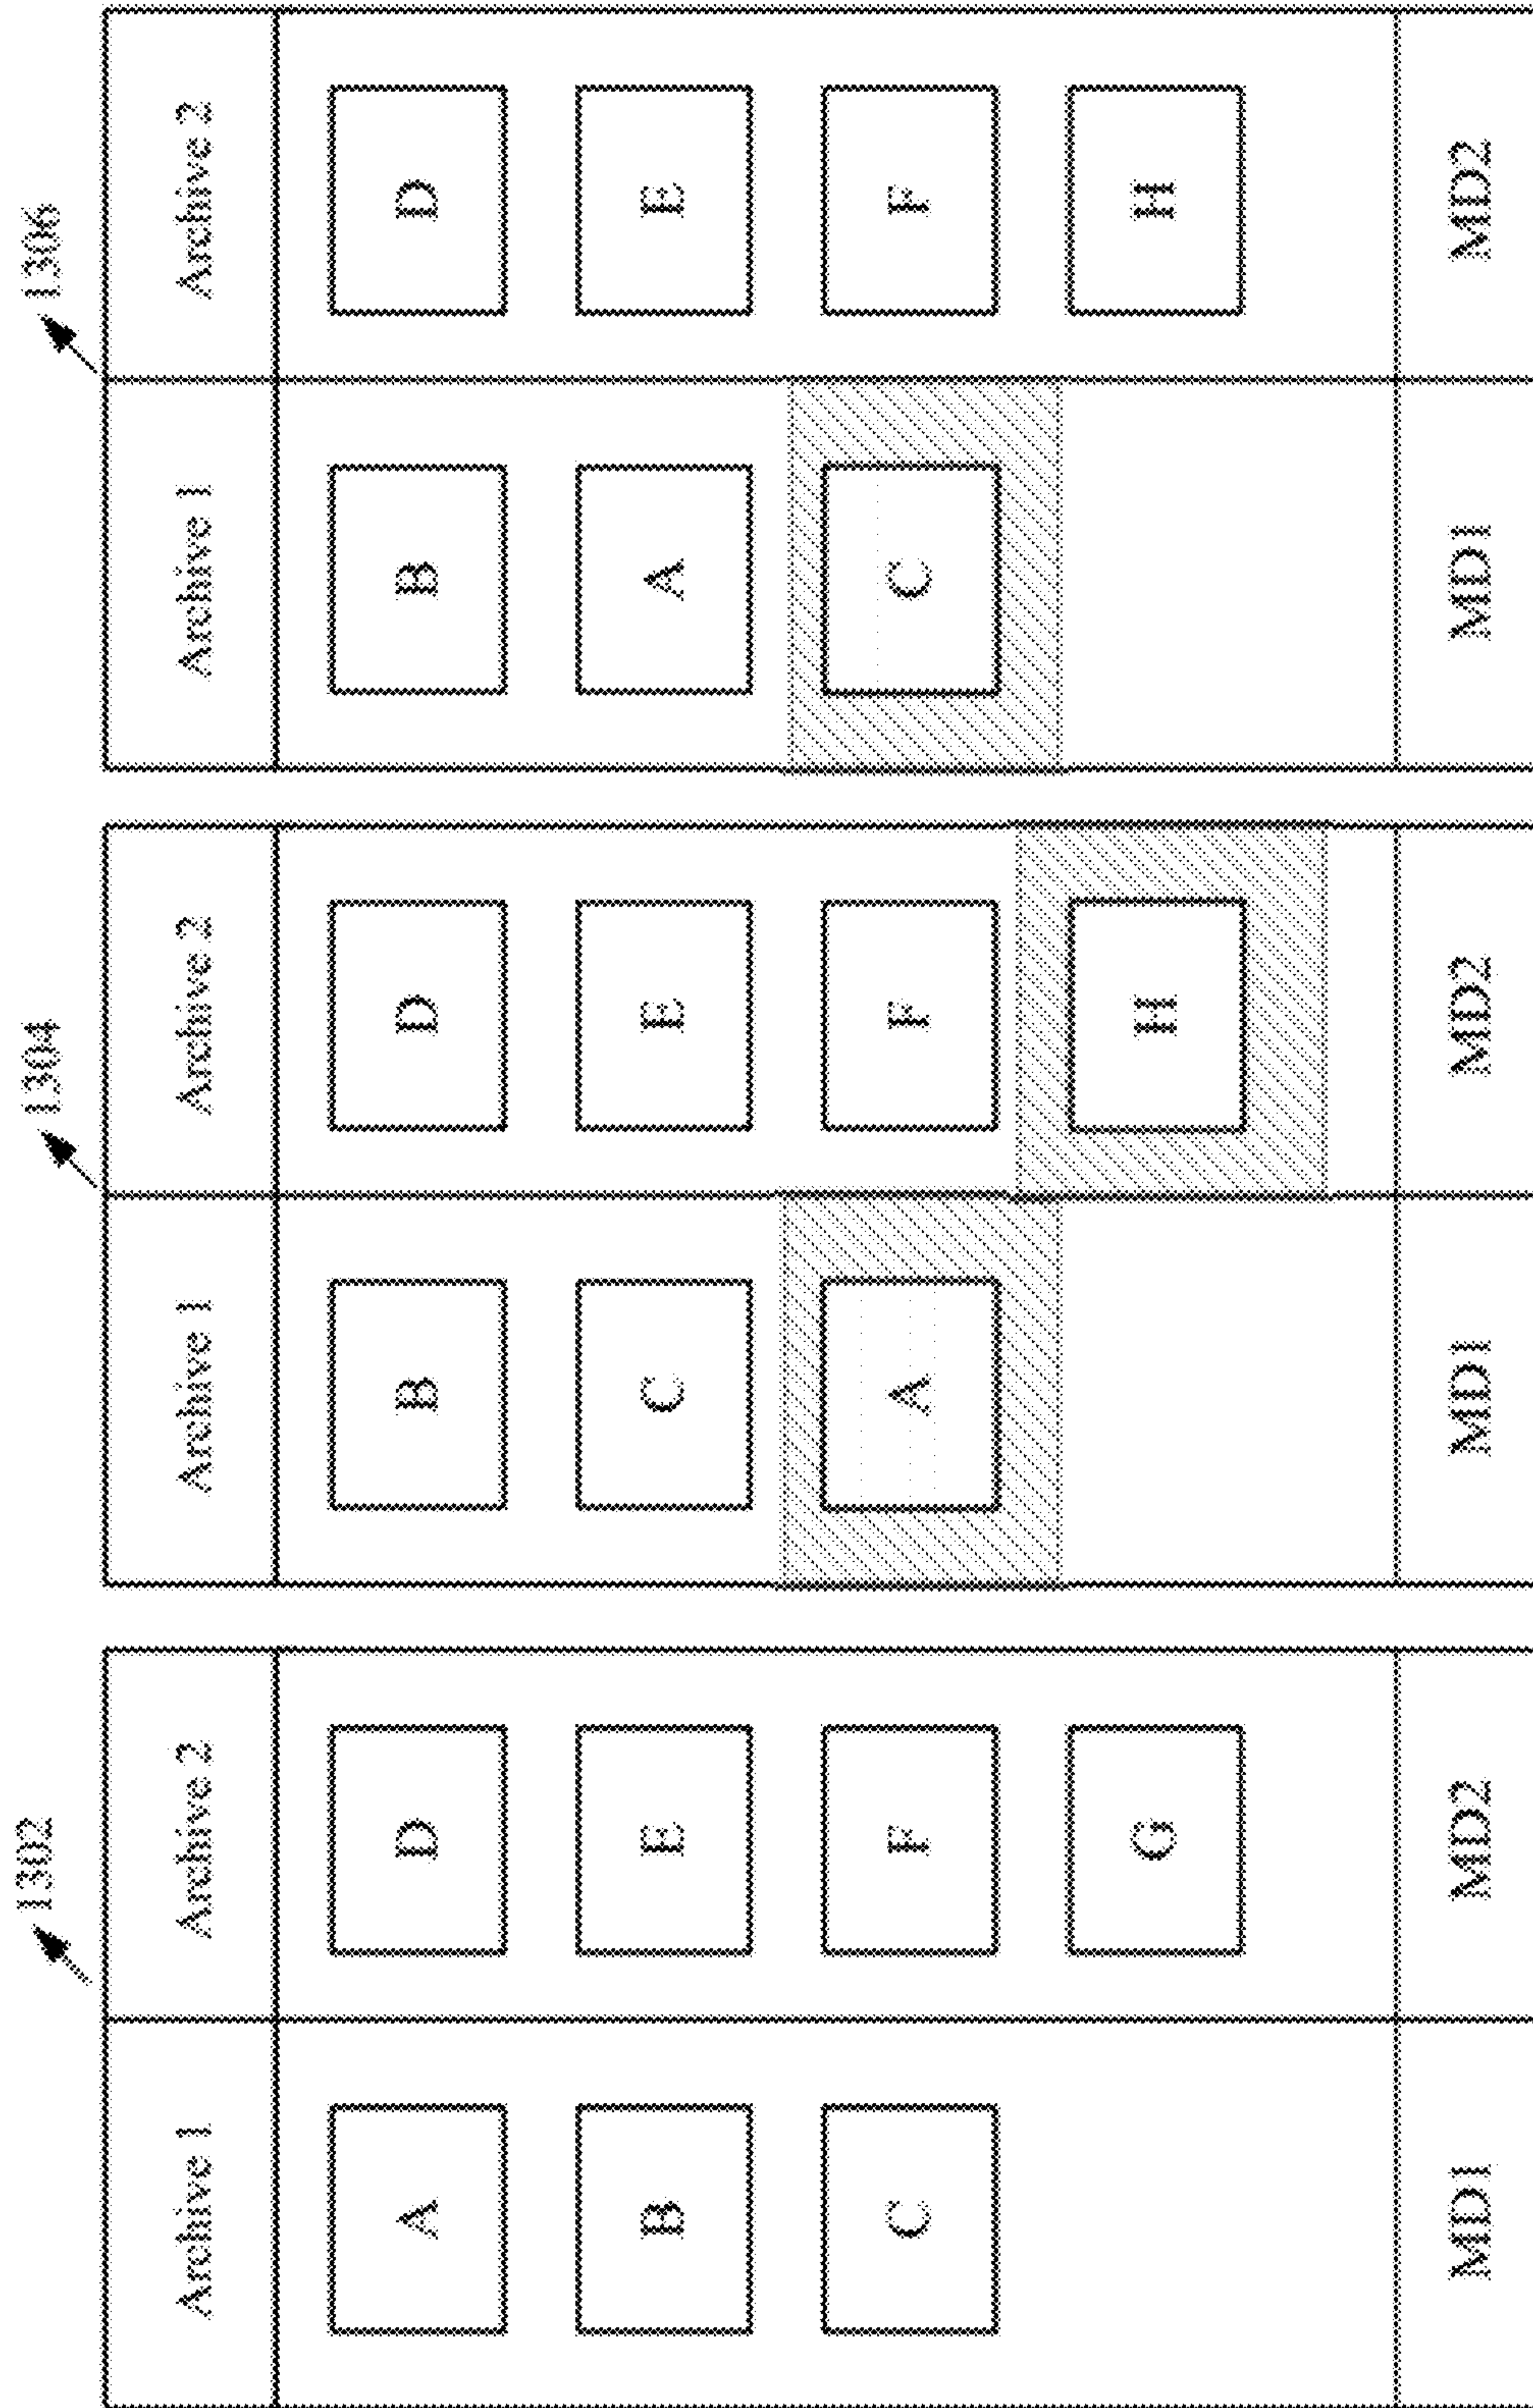 1302
Archive 1 Archive 2
A D
B E
C F
G
MD1 MD2
1304
Archive 1 Archive 2
B D
C E
A F
H
MD1 MD2
1306
Archive 1 Archive 2
B D
A E
C F
H
MD1 MD2